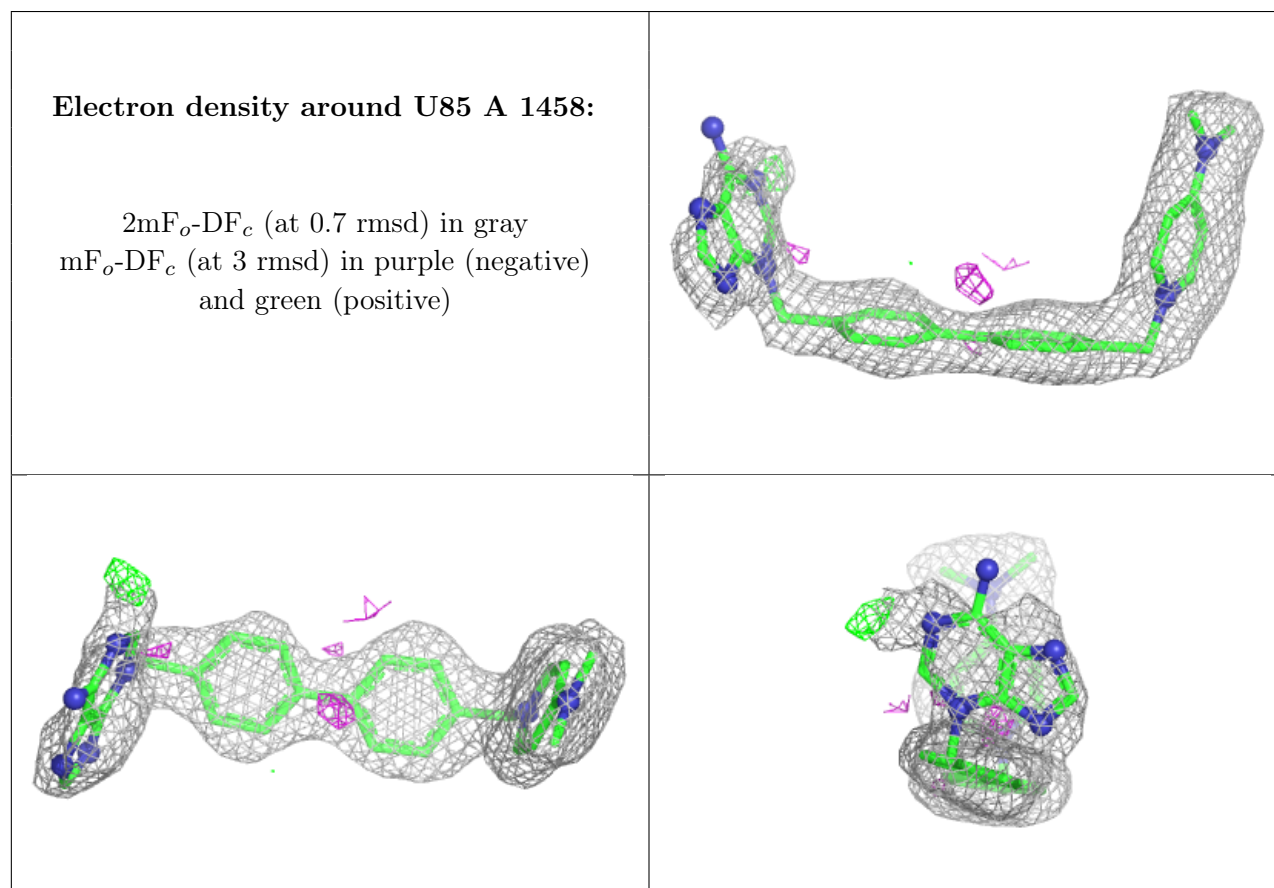 Electron density around U85 A 1458:
2mFo-DFc (at 0.7 rmsd) in gray
mFo-DFc (at 3 rmsd) in purple (negative)
and green (positive)